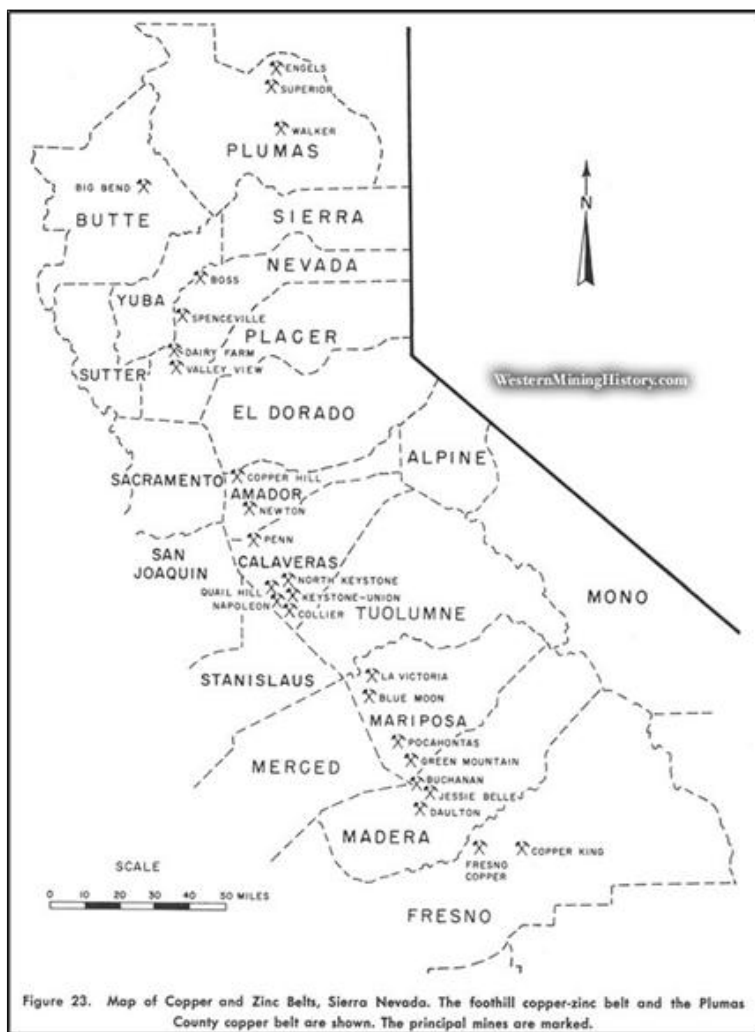 ENGELS
SUPERIOR
WALKER
PLUMAS
BIG BEND
BUTTE
SIERRA
N
NEVADA
BOSS
YUBA
SPENCEVILLE
PLACER
DAIRY FARM
VALLEY VIEW
SUTTER
WesternMiningHistory.com
EL DORADO
ALPINE
SACRAMENTO
COPPER HILL
AMADOR
NEWTON
PENN
SAN
JOAQUIN
CALAVERAS
NORTH KEYSTONE
QUAIL HILL
KEYSTONE-UNION
NAPOLEON
COLLIER
MONO
TUOLUMNE
STANISLAUS
LA VICTORIA
BLUE MOON
MARIPOSA
POCAHONTAS
GREEN MOUNTAIN
MERCED
BUCHANAN
JESSIE BELLE
DAULTON
MADERA
FRESNO
COPPER
COPPER KING
SCALE
0 10 20 30 40 50 MILES
FRESNO
Figure 23. Map of Copper and Zinc Belts, Sierra Nevada. The foothill copper-zinc belt and the Plumas
County copper belt are shown. The principal mines are marked.